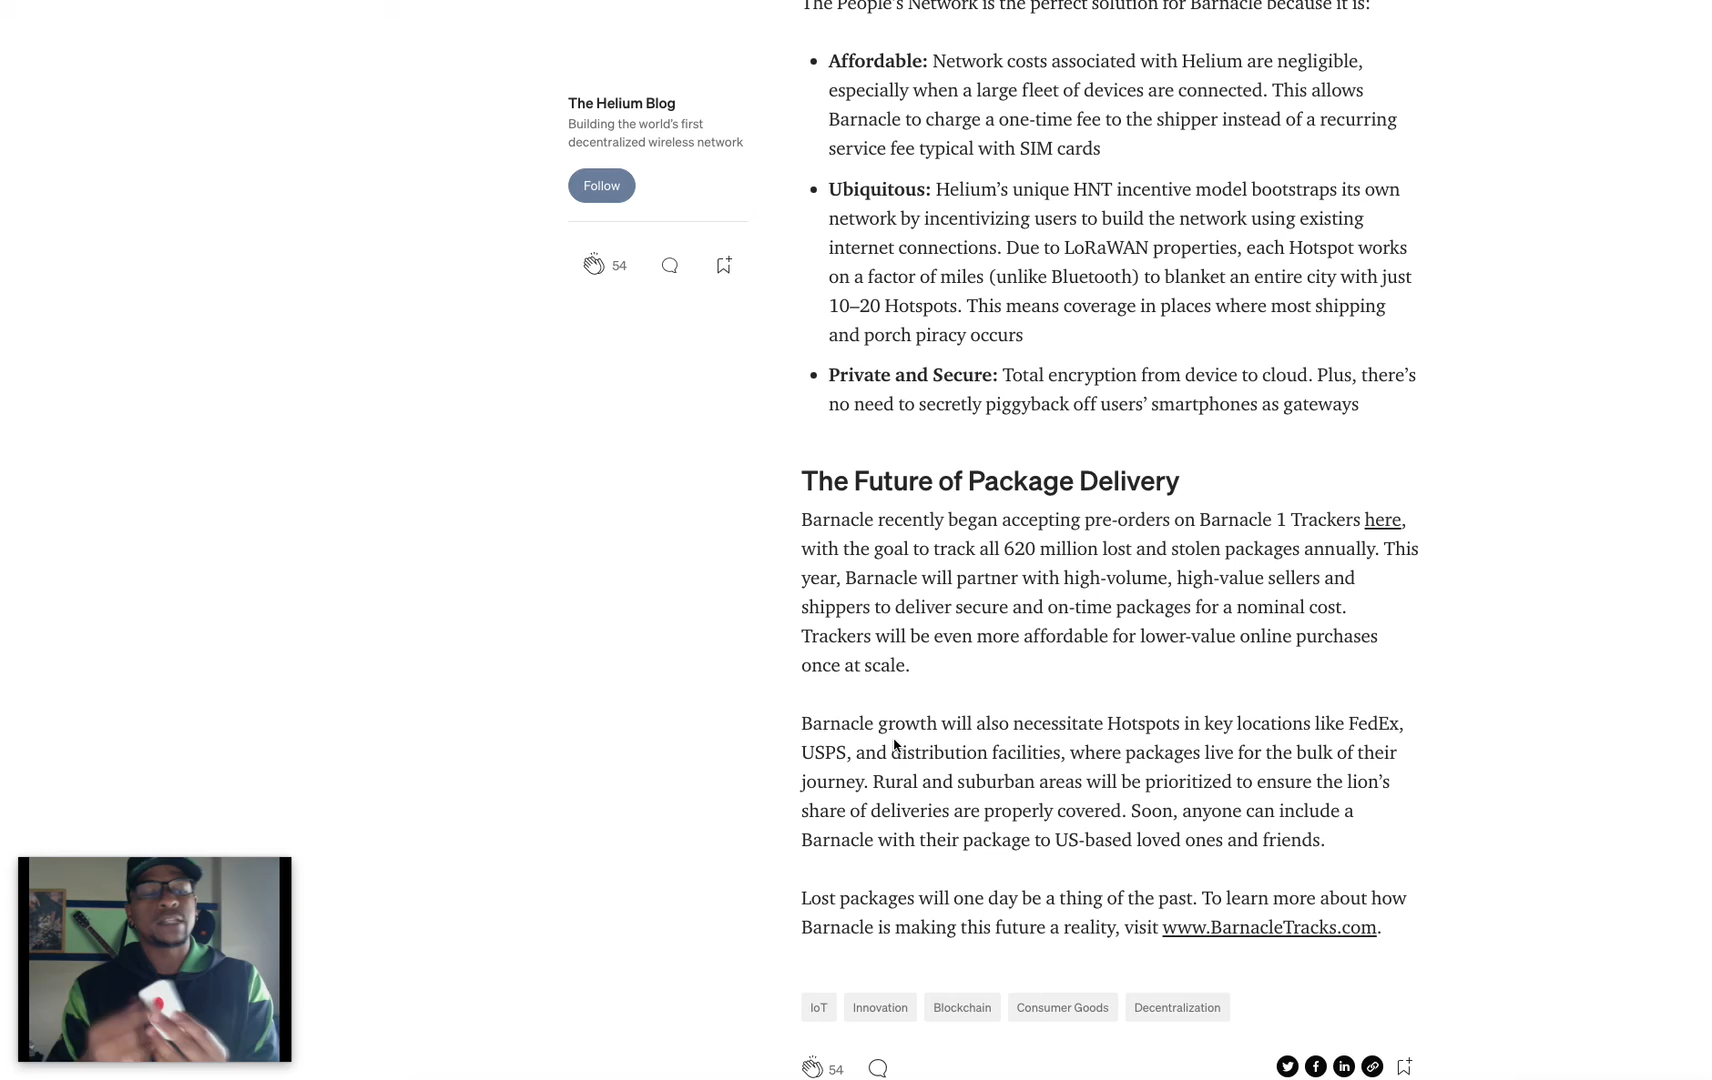 The People's Network is the perfect solution for Barnacle because it is:
Affordable: Network costs associated with Helium are negligible,
especially when a large fleet of devices are connected. This allows
Barnacle to charge a one-time fee to the shipper instead of a recurring
service fee typical with SIM cards
Ubiquitous: Helium's unique HNT incentive model bootstraps its own
network by incentivizing users to build the network using existing
internet connections. Due to LoRaWAN properties, each Hotspot works
on a factor of miles (unlike Bluetooth) to blanket an entire city with just
10–20 Hotspots. This means coverage in places where most shipping
and porch piracy occurs
Private and Secure: Total encryption from device to cloud. Plus, there's
no need to secretly piggyback off users' smartphones as gateways
The Helium Blog
Building the world's first
decentralized wireless network
Follow
54
The Future of Package Delivery
Barnacle recently began accepting pre-orders on Barnacle 1 Trackers here,
with the goal to track all 620 million lost and stolen packages annually. This
year, Barnacle will partner with high-volume, high-value sellers and
shippers to deliver secure and on-time packages for a nominal cost.
Trackers will be even more affordable for lower-value online purchases
once at scale.
Barnacle growth will also necessitate Hotspots in key locations like FedEx,
USPS, and distribution facilities, where packages live for the bulk of their
journey. Rural and suburban areas will be prioritized to ensure the lion's
share of deliveries are properly covered. Soon, anyone can include a
Barnacle with their package to US-based loved ones and friends.
Lost packages will one day be a thing of the past. To learn more about how
Barnacle is making this future a reality, visit www.BarnacleTracks.com.
IoT Innovation Blockchain Consumer Goods Decentralization
54